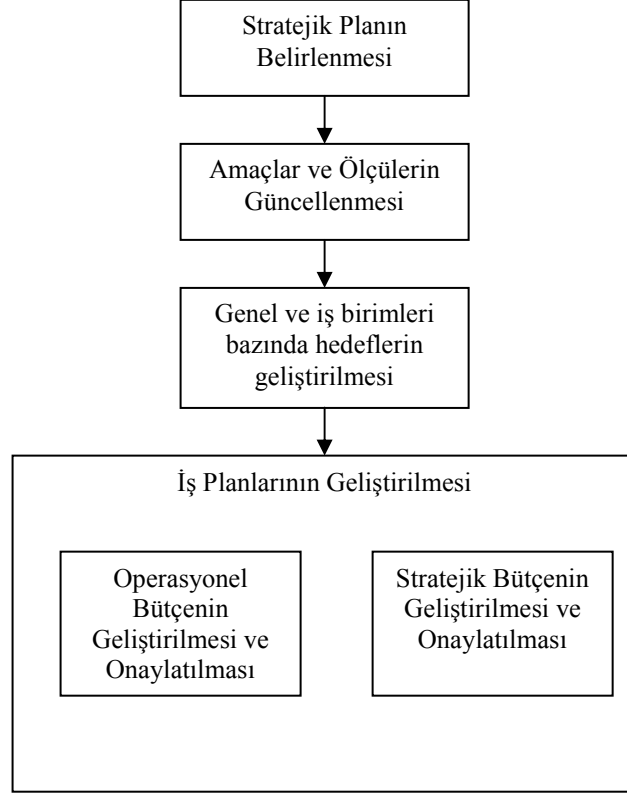 Stratejik Planın
Belirlenmesi
Amaçlar ve Ölçülerin
Güncellenmesi
Genel ve iş birimleri
bazında hedeflerin
geliştirilmesi
İş Planlarının Geliştirilmesi
Operasyonel
Bütçenin
Geliştirilmesi ve
Onaylatılması
Stratejik Bütçenin
Geliştirilmesi ve
Onaylatılması